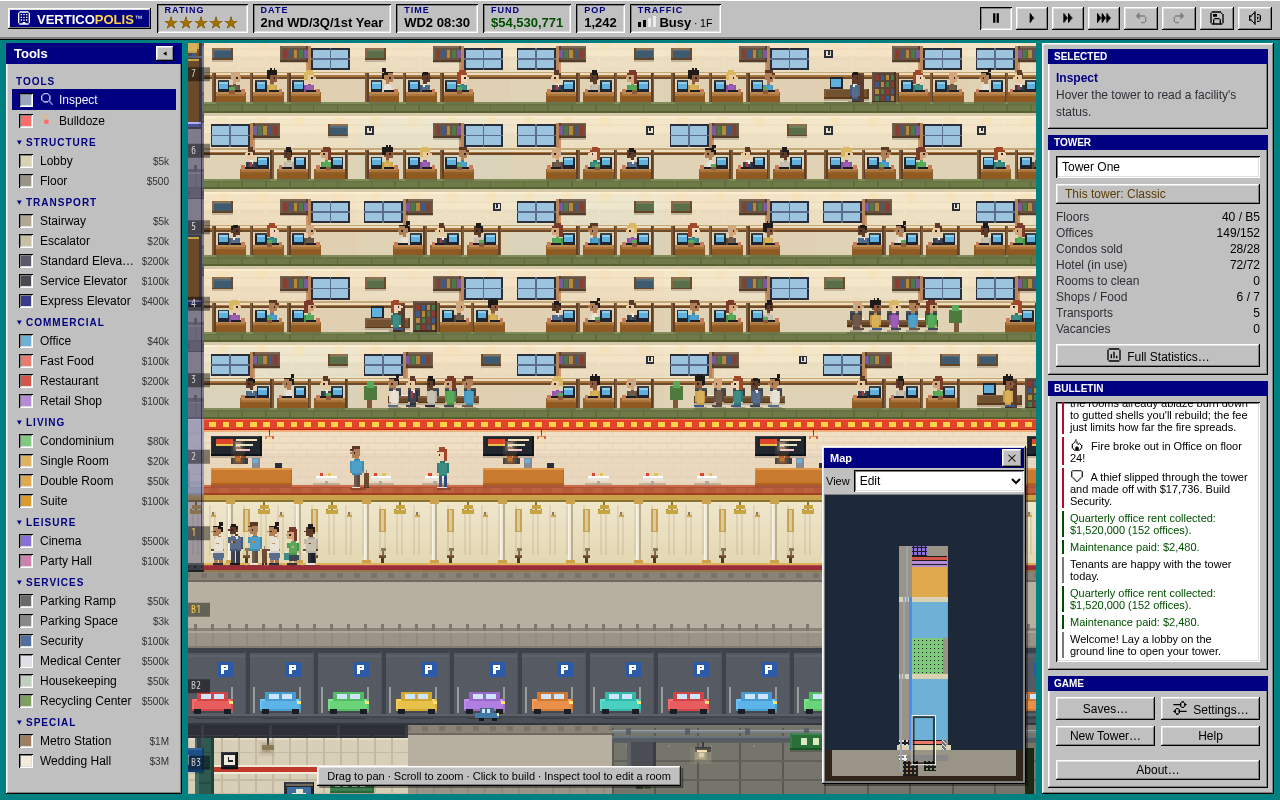 VERTICOPOLIS™
RATING
DATE
2nd WD/3Q/1st Year
TIME
WD2 08:30
FUND
$54,530,771
POP
1,242
TRAFFIC
Busy · 1F
Tools
TOOLS
Inspect
Bulldoze
STRUCTURE
Lobby $5k
Floor $500
TRANSPORT
Stairway $5k
Escalator $20k
Standard Eleva… $200k
Service Elevator $100k
Express Elevator $400k
COMMERCIAL
Office $40k
Fast Food $100k
Restaurant $200k
Retail Shop $100k
LIVING
Condominium $80k
Single Room $20k
Double Room $50k
Suite $100k
LEISURE
Cinema $500k
Party Hall $100k
SERVICES
Parking Ramp $50k
Parking Space $3k
Security $100k
Medical Center $500k
Housekeeping $50k
Recycling Center $500k
SPECIAL
Metro Station $1M
Wedding Hall $3M
7
6
5
4
3
2
1
B1
B2
B3
P P P P P P P P P
Drag to pan · Scroll to zoom · Click to build · Inspect tool to edit a room
Map
View Edit
SELECTED
Inspect
Hover the tower to read a facility's
status.
TOWER
Tower One
This tower: Classic
Floors 40 / B5
Offices 149/152
Condos sold 28/28
Hotel (in use) 72/72
Rooms to clean 0
Shops / Food 6 / 7
Transports 5
Vacancies 0
Full Statistics…
BULLETIN
the rooms already ablaze burn down
to gutted shells you'll rebuild; the fee
just limits how far the fire spreads.
Fire broke out in Office on floor
24!
A thief slipped through the tower
and made off with $17,736. Build
Security.
Quarterly office rent collected:
$1,520,000 (152 offices).
Maintenance paid: $2,480.
Tenants are happy with the tower
today.
Quarterly office rent collected:
$1,520,000 (152 offices).
Maintenance paid: $2,480.
Welcome! Lay a lobby on the
ground line to open your tower.
GAME
Saves…
Settings…
New Tower…
Help
About…